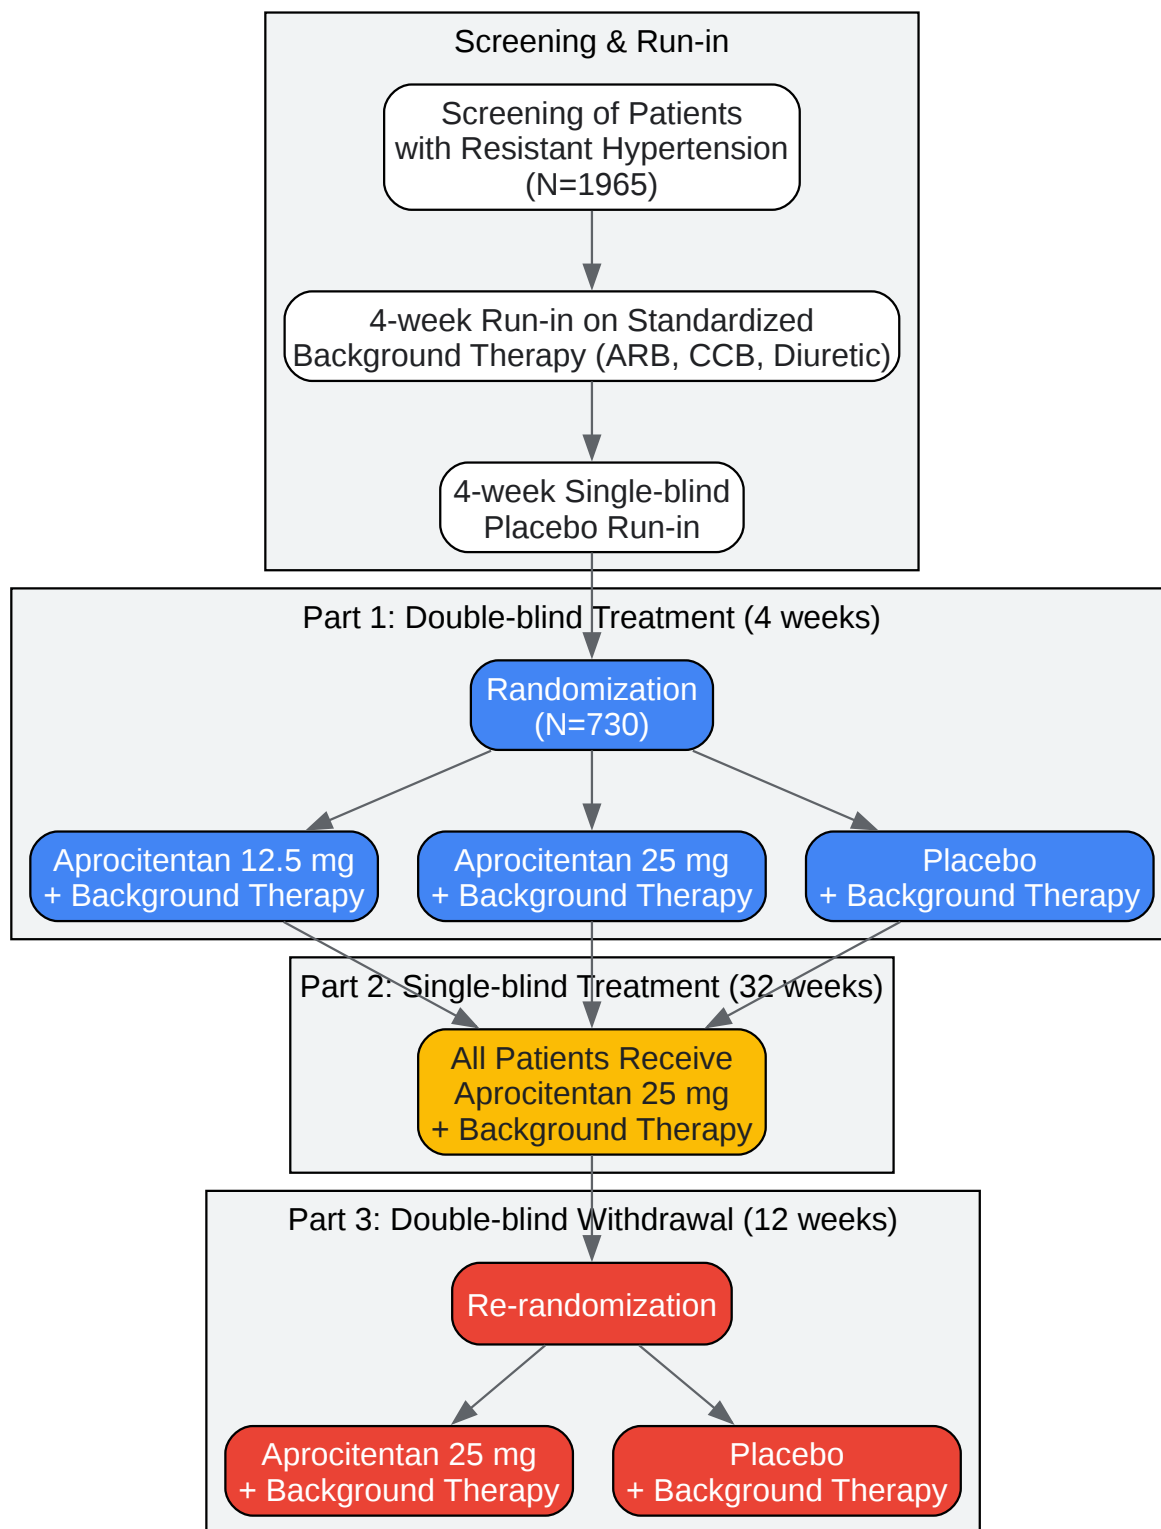 Screening & Run-in
Screening of Patients
with Resistant Hypertension
(N=1965)
4-week Run-in on Standardized
Background Therapy (ARB, CCB, Diuretic)
4-week Single-blind
Placebo Run-in
Part 1: Double-blind Treatment (4 weeks)
Randomization
(N=730)
Aprocitentan 12.5 mg
+ Background Therapy
Aprocitentan 25 mg
+ Background Therapy
Placebo
+ Background Therapy
Part 2: Single-blind Treatment (32 weeks)
All Patients Receive
Aprocitentan 25 mg
+ Background Therapy
Part 3: Double-blind Withdrawal (12 weeks)
Re-randomization
Aprocitentan 25 mg
+ Background Therapy
Placebo
+ Background Therapy